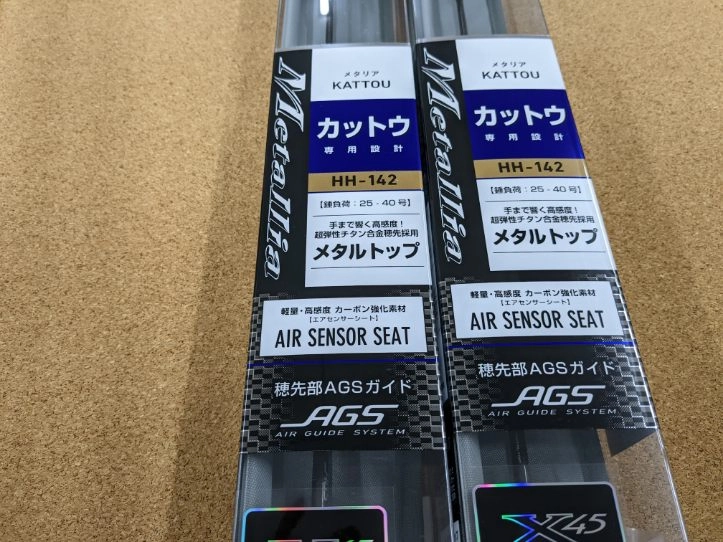 メタリア
KATTOU
Metallia
カットウ
専用設計
HH-142
【錘負荷：25-40号】
手まで響く高感度！
超弾性チタン合金穂先採用
メタルトップ
軽量・高感度 カーボン強化素材
【エアセンサーシート】
AIR SENSOR SEAT
穂先部AGSガイド
AGS
AIR GUIDE SYSTEM
メタリア
KATTOU
Metallia
カットウ
専用設計
HH-142
【錘負荷：25-40号】
手まで響く高感度！
超弾性チタン合金穂先採用
メタルトップ
軽量・高感度 カーボン強化素材
【エアセンサーシート】
AIR SENSOR SEAT
穂先部AGSガイド
AGS
AIR GUIDE SYSTEM
X45